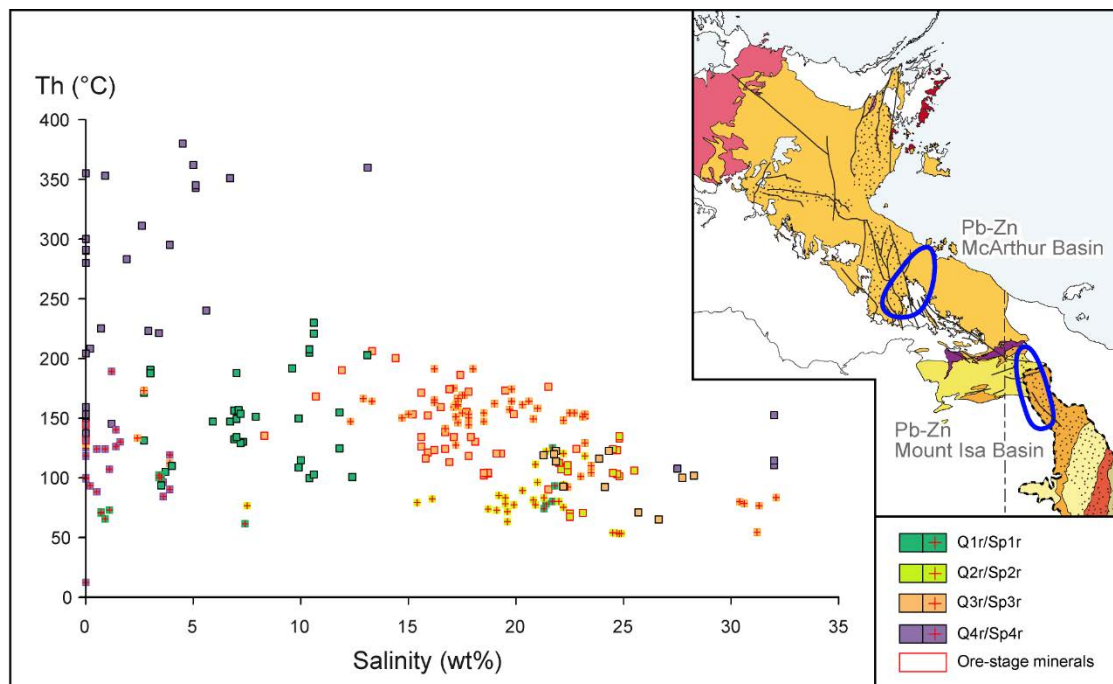 Th (°C)
400
350
300
250
200
150
100
50
0
0
5
10
15
20
25
30
35
Salinity (wt%)
Pb-Zn
McArthur Basin
Pb-Zn
Mount Isa Basin
Q1r/Sp1r
Q2r/Sp2r
Q3r/Sp3r
Q4r/Sp4r
Ore-stage minerals